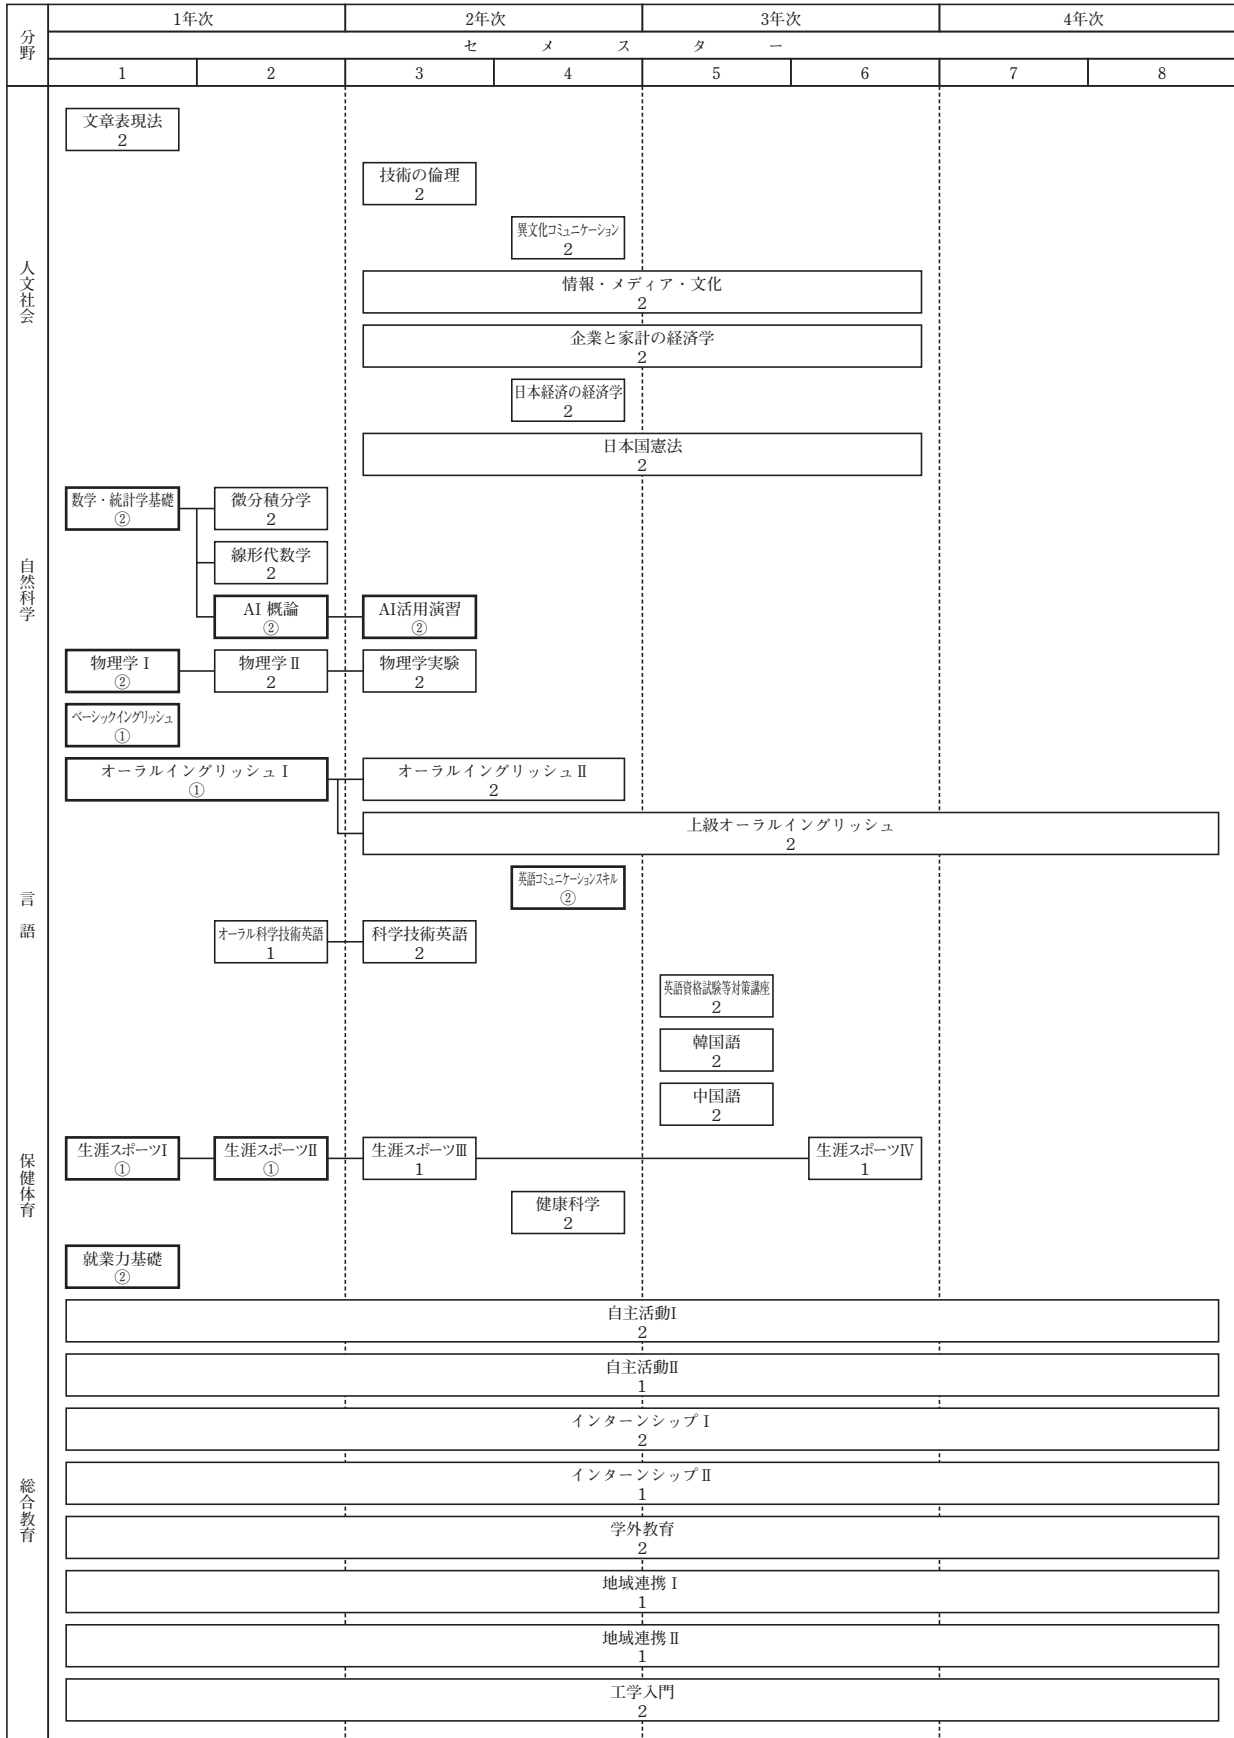 分野
1年次
2年次
3年次
4年次
セメスター
1
2
3
4
5
6
7
8
人文社会
文章表現法
2
技術の倫理
2
異文化コミュニケーション
2
情報・メディア・文化
2
企業と家計の経済学
2
日本経済の経済学
2
日本国憲法
2
自然科学
数学・統計学基礎
②
微分積分学
2
線形代数学
2
AI 概論
②
AI活用演習
②
物理学Ⅰ
②
物理学Ⅱ
2
物理学実験
2
言語
ベーシックイングリッシュ
①
オーラルイングリッシュⅠ
①
オーラルイングリッシュⅡ
2
上級オーラルイングリッシュ
2
英語コミュニケーションスキル
②
オーラル科学技術英語
1
科学技術英語
2
英語資格試験等対策講座
2
韓国語
2
中国語
2
保健体育
生涯スポーツⅠ
①
生涯スポーツⅡ
①
生涯スポーツⅢ
1
生涯スポーツⅣ
1
健康科学
2
総合教育
就業力基礎
②
自主活動Ⅰ
2
自主活動Ⅱ
1
インターンシップⅠ
2
インターンシップⅡ
1
学外教育
2
地域連携Ⅰ
1
地域連携Ⅱ
1
工学入門
2